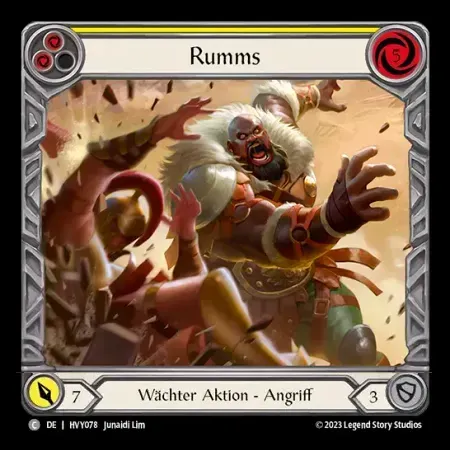 Rumms
5
7
Wächter Aktion - Angriff
3
C DE | HVY078 Junaidi Lim
© 2023 Legend Story Studios